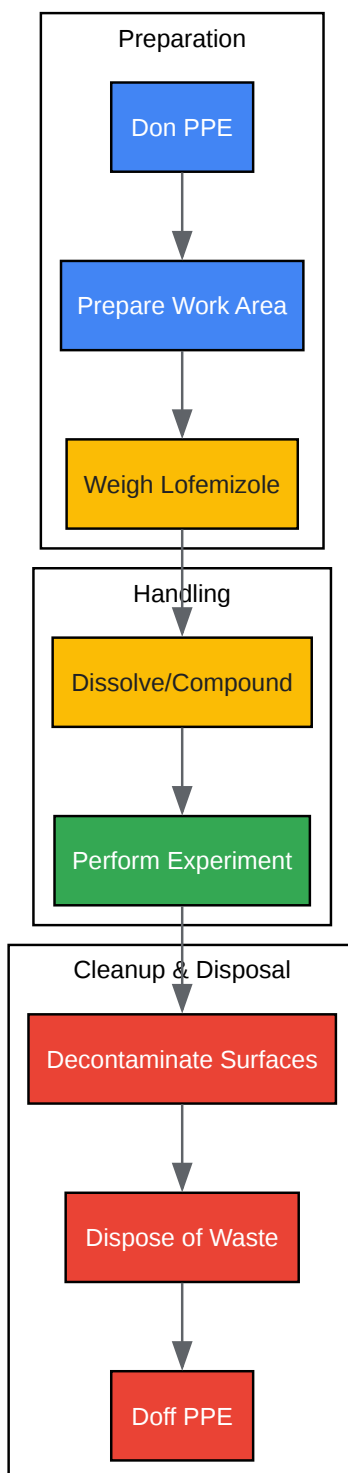 Preparation
Don PPE
Prepare Work Area
Weigh Lofemizole
Handling
Dissolve/Compound
Perform Experiment
Cleanup & Disposal
Decontaminate Surfaces
Dispose of Waste
Doff PPE